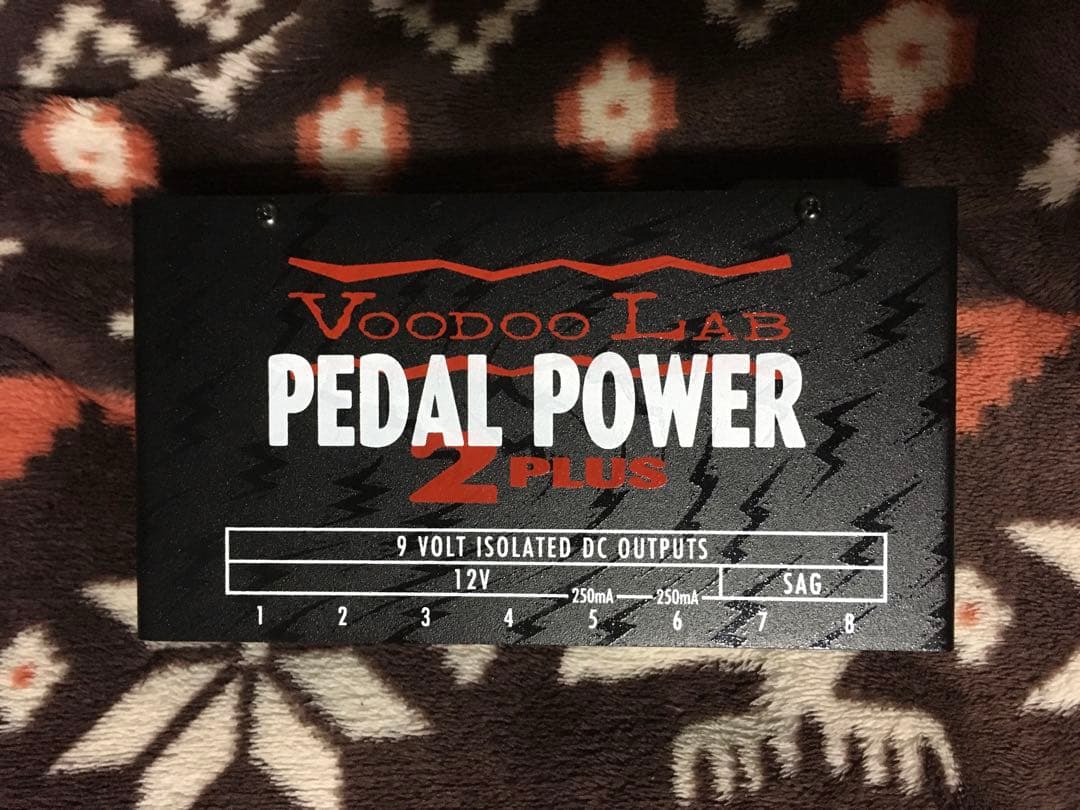 VOODOO LAB
PEDAL POWER
2 PLUS
9 VOLT ISOLATED DC OUTPUTS
12V SAG
250mA 250mA
1 2 3 4 5 6 7 8